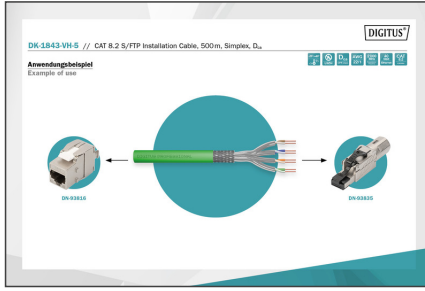 DIGITUS®
DK-1843-VH-5 // CAT 8.2 S/FTP Installation Cable, 500 m, Simplex, Dca
Anwendungsbeispiel
Example of use
DN-93616
DN-93635